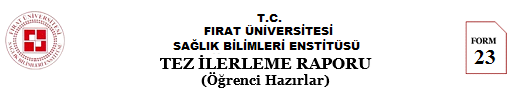 T.C.
FIRAT ÜNİVERSİTESİ
SAĞLIK BİLİMLERİ ENSTİTÜSÜ
TEZ İLERLEME RAPORU
(Öğrenci Hazırlar)
FORM
23